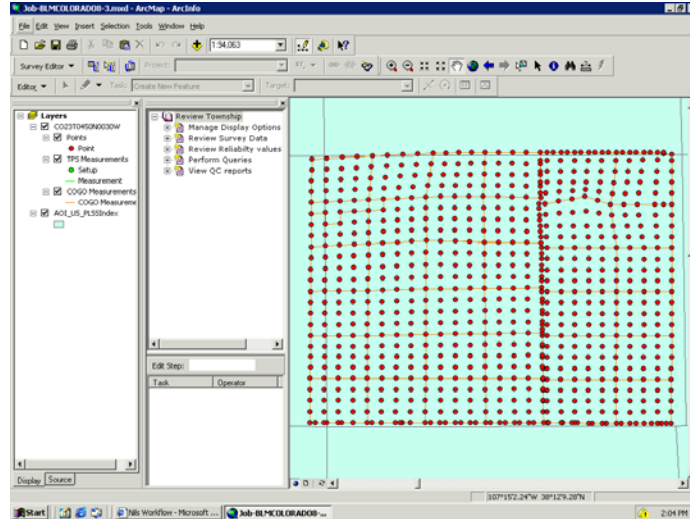 Job-BLMCOLORADO8-3.mxd - ArcMap - ArcInfo
File Edit View Insert Selection Tools Window Help
1:94,063
Survey Editor Project:
Editor Task: Create New Feature Target:
Layers
CO23T0450N0030W
Points
Point
TPS Measurements
Setup
Measurement
COGO Measurements
COGO Measureme
AOI_US_PLSSIndex
Display Source
Review Township
Manage Display Options
Review Survey Data
Review Reliabilty values
Perform Queries
View QC reports
Edit Step:
Task Operator
107°15'2.24"W 38°12'9.28"N
Start Nils Workflow - Microsoft ... Job-BLMCOLORADO8-... 2:04 PM